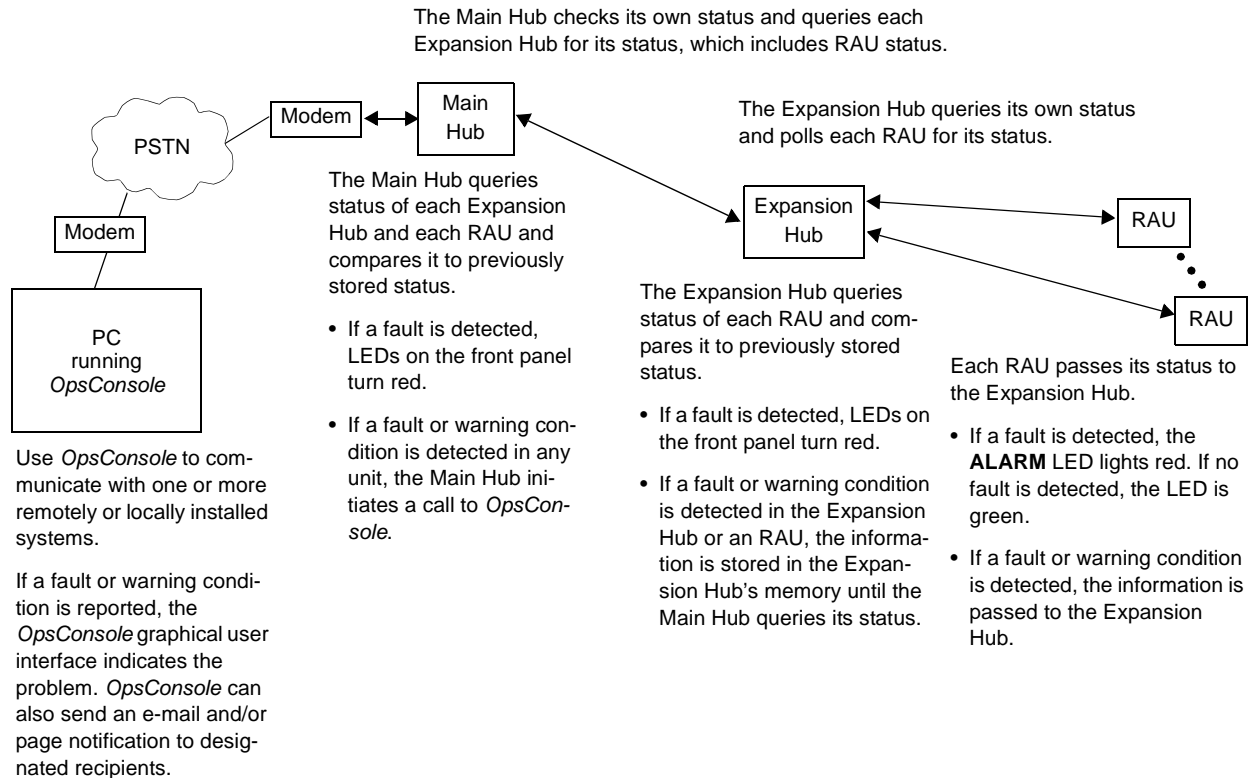 The Main Hub checks its own status and queries each
Expansion Hub for its status, which includes RAU status.
PSTN
Modem
Main
Hub
The Expansion Hub queries its own status
and polls each RAU for its status.
Modem
Expansion
Hub
RAU
RAU
PC
running
OpsConsole
Use OpsConsole to com-
municate with one or more
remotely or locally installed
systems.
If a fault or warning condi-
tion is reported, the
OpsConsole graphical user
interface indicates the
problem. OpsConsole can
also send an e-mail and/or
page notification to desig-
nated recipients.
The Main Hub queries
status of each Expansion
Hub and each RAU and
compares it to previously
stored status.
• If a fault is detected,
LEDs on the front panel
turn red.
• If a fault or warning con-
dition is detected in any
unit, the Main Hub ini-
tiates a call to OpsCon-
sole.
The Expansion Hub queries
status of each RAU and com-
pares it to previously stored
status.
• If a fault is detected, LEDs on
the front panel turn red.
• If a fault or warning condition
is detected in the Expansion
Hub or an RAU, the informa-
tion is stored in the Expan-
sion Hub's memory until the
Main Hub queries its status.
Each RAU passes its status to
the Expansion Hub.
• If a fault is detected, the
ALARM LED lights red. If no
fault is detected, the LED is
green.
• If a fault or warning condition
is detected, the information is
passed to the Expansion
Hub.